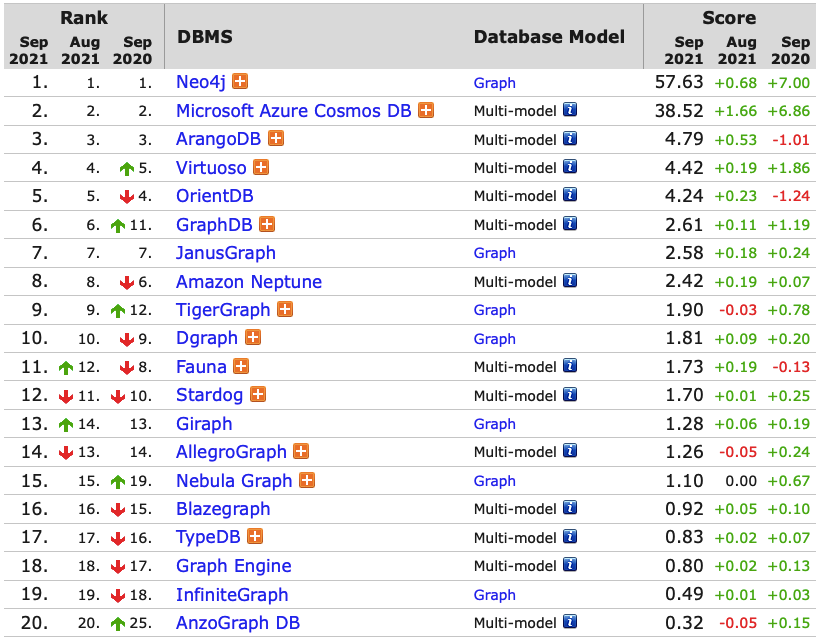 Rank Score
DBMS Database Model
Sep Aug Sep Sep Aug Sep
2021 2021 2020 2021 2021 2020
1. 1. 1. Neo4j Graph 57.63 +0.68 +7.00
2. 2. 2. Microsoft Azure Cosmos DB Multi-model 38.52 +1.66 +6.86
3. 3. 3. ArangoDB Multi-model 4.79 +0.53 -1.01
4. 4. 5. Virtuoso Multi-model 4.42 +0.19 +1.86
5. 5. 4. OrientDB Multi-model 4.24 +0.23 -1.24
6. 6. 11. GraphDB Multi-model 2.61 +0.11 +1.19
7. 7. 7. JanusGraph Graph 2.58 +0.18 +0.24
8. 8. 6. Amazon Neptune Multi-model 2.42 +0.19 +0.07
9. 9. 12. TigerGraph Graph 1.90 -0.03 +0.78
10. 10. 9. Dgraph Graph 1.81 +0.09 +0.20
11. 12. 8. Fauna Multi-model 1.73 +0.19 -0.13
12. 11. 10. Stardog Multi-model 1.70 +0.01 +0.25
13. 14. 13. Giraph Graph 1.28 +0.06 +0.19
14. 13. 14. AllegroGraph Multi-model 1.26 -0.05 +0.24
15. 15. 19. Nebula Graph Graph 1.10 0.00 +0.67
16. 16. 15. Blazegraph Multi-model 0.92 +0.05 +0.10
17. 17. 16. TypeDB Multi-model 0.83 +0.02 +0.07
18. 18. 17. Graph Engine Multi-model 0.80 +0.02 +0.13
19. 19. 18. InfiniteGraph Graph 0.49 +0.01 +0.03
20. 20. 25. AnzoGraph DB Multi-model 0.32 -0.05 +0.15